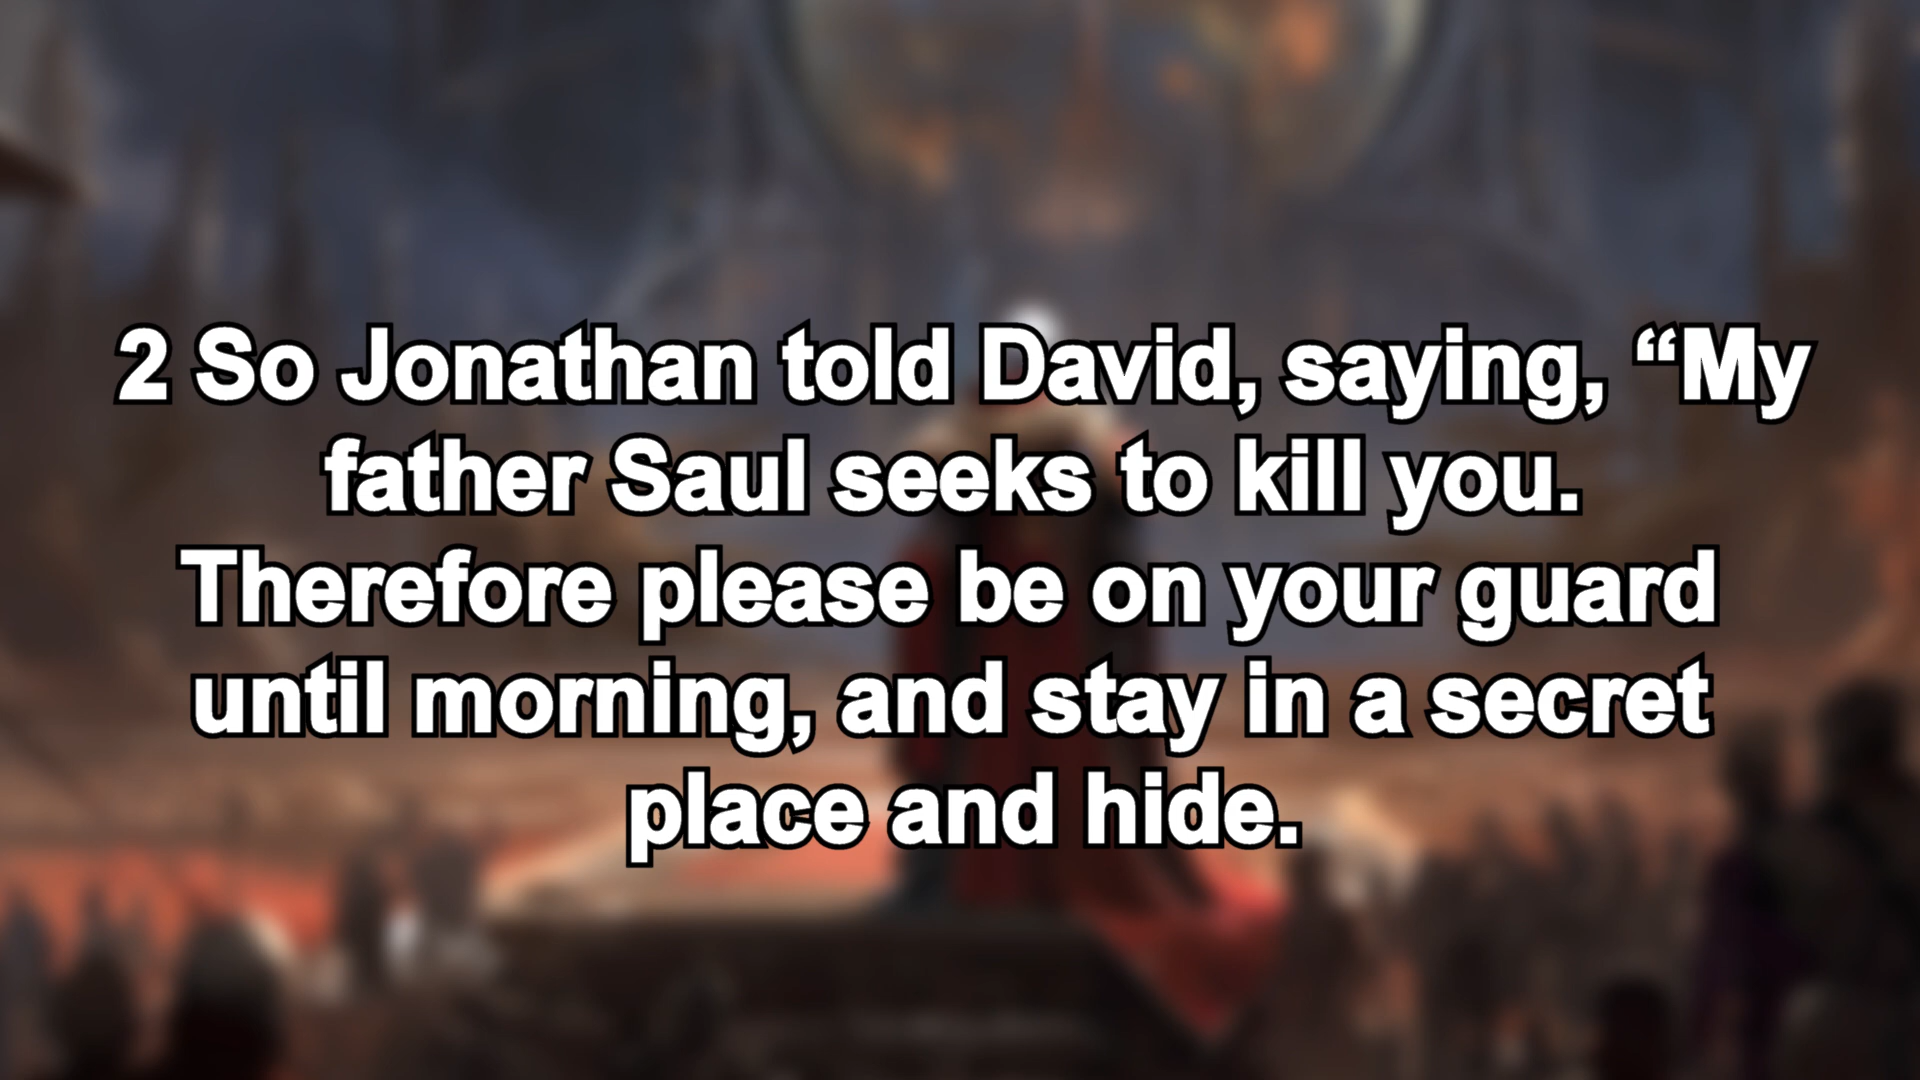 2 So Jonathan told David, saying, “My
father Saul seeks to kill you.
Therefore please be on your guard
until morning, and stay in a secret
place and hide.